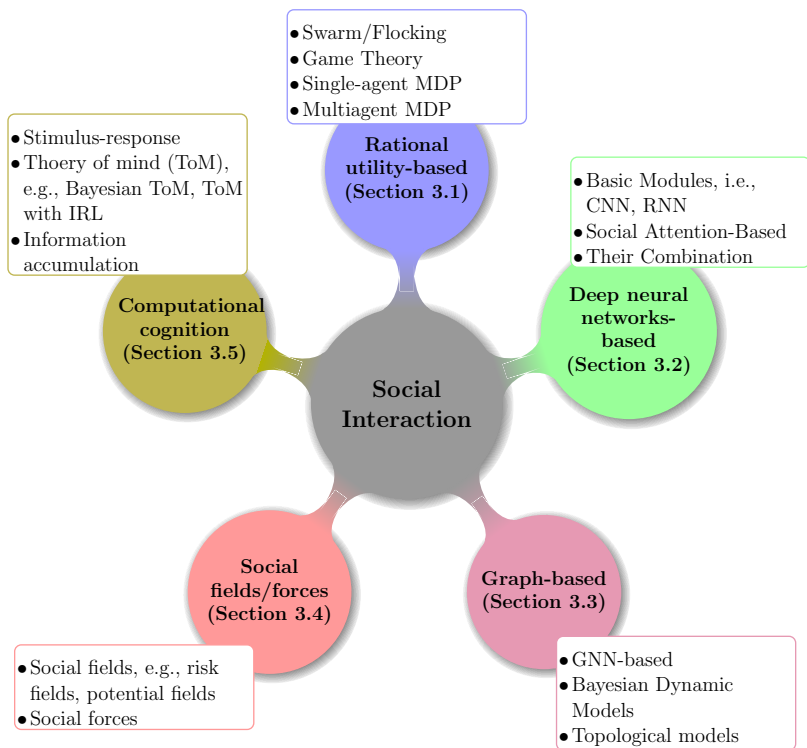 ● Swarm/Flocking
● Game Theory
● Single-agent MDP
● Multiagent MDP
Rational
utility-based
(Section 3.1)
● Stimulus-response
● Thoery of mind (ToM),
e.g., Bayesian ToM, ToM
with IRL
● Information
accumulation
Computational
cognition
(Section 3.5)
● Basic Modules, i.e.,
CNN, RNN
● Social Attention-Based
● Their Combination
Deep neural
networks-
based
(Section 3.2)
Social
Interaction
Social
fields/forces
(Section 3.4)
● Social fields, e.g., risk
fields, potential fields
● Social forces
Graph-based
(Section 3.3)
● GNN-based
● Bayesian Dynamic
Models
● Topological models